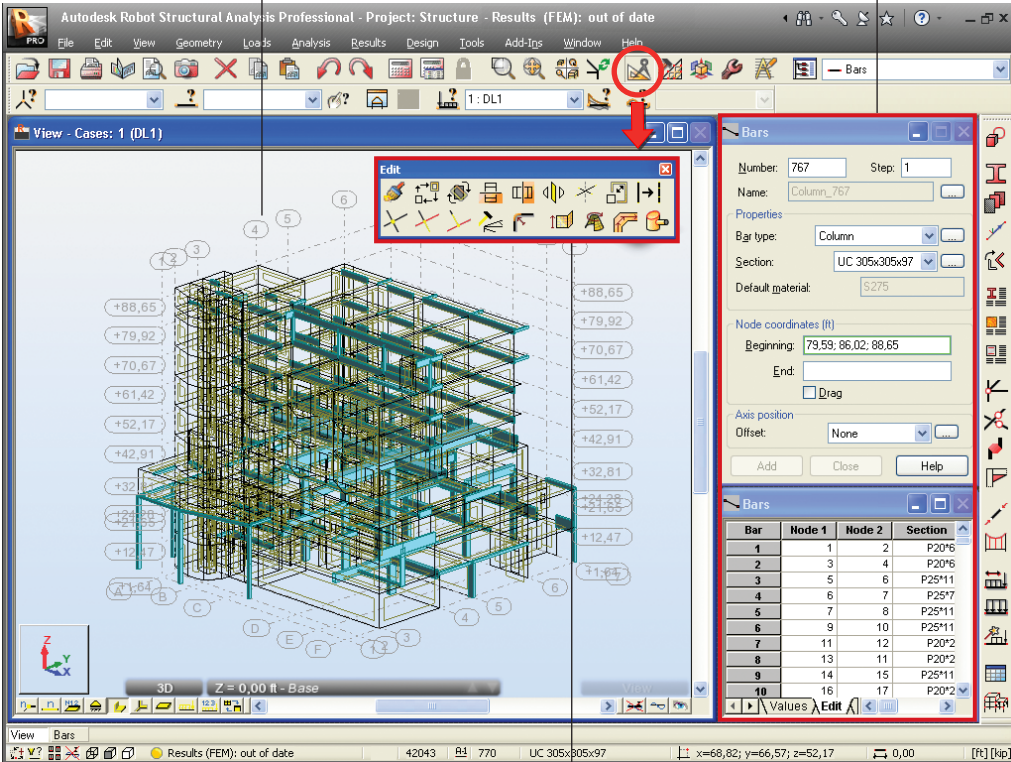 Autodesk Robot Structural Analysis Professional - Project: Structure - Results (FEM): out of date
PRO
File Edit View Geometry Loads Analysis Results Design Tools Add-Ins Window Help
Bars
1 : DL1
View - Cases: 1 (DL1)
Edit
6
5
4
3
2
+88,65
+79,92
+70,67
+61,42
+52,17
+42,91
+12,47
+1,64
A
B
C
D
E
F
3
4
5
6
+88,65
+79,92
+70,67
+61,42
+52,17
+42,91
+32,81
+24,28
+21,65
+12,47
Z
Y
X
3D
Z = 0,00 ft - Base
View
Bars
Number: 767 Step: 1
Name: Column_767 ...
Properties
Bar type: Column ...
Section: UC 305x305x97 ...
Default material: S275
Node coordinates (ft)
Beginning: 79,59; 86,02; 88,65
End:
Drag
Axis position
Offset: None ...
Add Close Help
Bars
Bar Node 1 Node 2 Section
1 1 2 P20*6
2 3 4 P20*6
3 5 6 P25*11
4 6 7 P25*7
5 7 8 P25*11
6 9 10 P25*11
7 11 12 P20*2
8 13 11 P20*2
9 14 15 P25*11
10 16 17 P20*2
Values Edit
View Bars
Results (FEM): out of date 42043 770 UC 305x305x97 x=68,82; y=66,57; z=52,17 0,00 [ft] [kip]